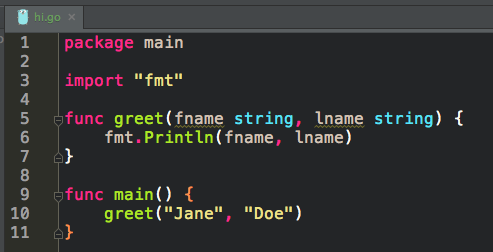 hi.go ×
1 package main
2
3 import "fmt"
4
5 func greet(fname string, lname string) {
6     fmt.Println(fname, lname)
7 }
8
9 func main() {
10     greet("Jane", "Doe")
11 }